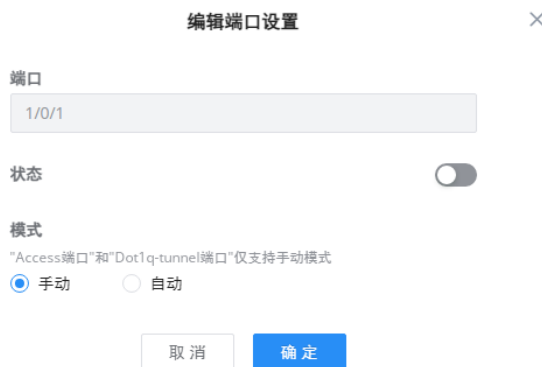 编辑端口设置
端口
1/0/1
状态
模式
"Access端口"和"Dot1q-tunnel端口"仅支持手动模式
手动 自动
取消 确定